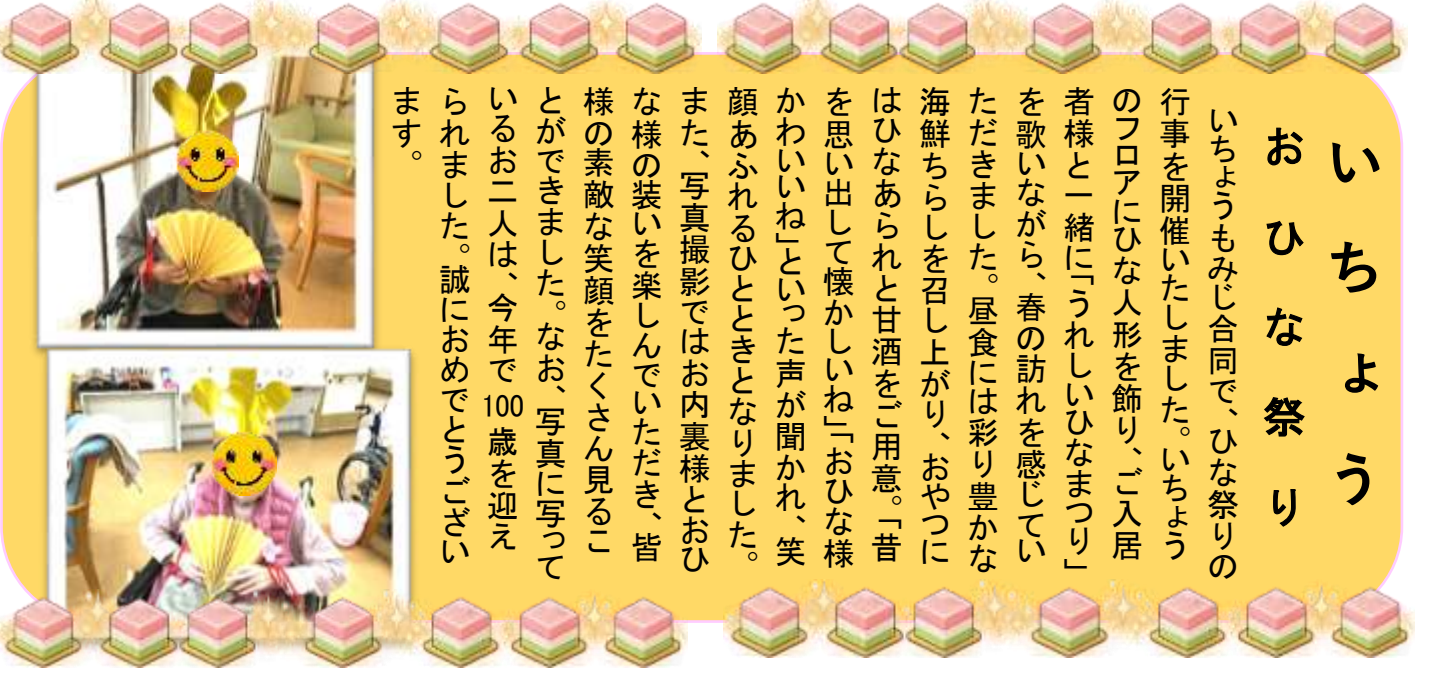 いちょう
おひな祭り
いちょうもみじ合同で、ひな祭りの
行事を開催いたしました。いちょう
のフロアにひな人形を飾り、ご入居
者様と一緒に「うれしいひなまつり」
を歌いながら、春の訪れを感じてい
ただきました。昼食には彩り豊かな
海鮮ちらしを召し上がり、おやつに
はひなあられと甘酒をご用意。「昔
を思い出して懐かしいね」「おひな様
かわいいね」といった声が聞かれ、笑
顔あふれるひとときとなりました。
また、写真撮影ではお内裏様とおひ
な様の装いを楽しんでいただき、皆
様の素敵な笑顔をたくさん見るこ
とができました。なお、写真に写って
いるお二人は、今年で100歳を迎え
られました。誠におめでとうござい
ます。